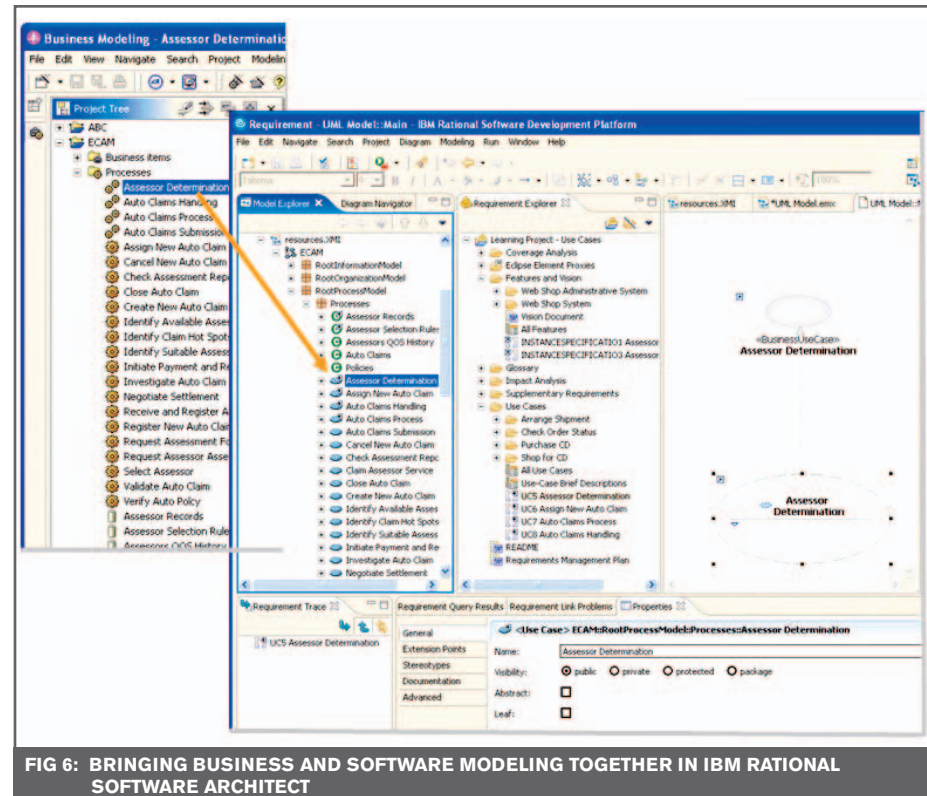 Business Modeling - Assessor Determinatio
File Edit View Navigate Search Project Modelin
Project Tree
ABC
ECAM
Business items
Processes
Assessor Determination
Auto Claims Handling
Auto Claims Process
Auto Claims Submission
Assign New Auto Claim
Cancel New Auto Claim
Check Assessment Repo
Close Auto Claim
Create New Auto Claim
Identify Available Asses
Identify Claim Hot Spots
Identify Suitable Assess
Initiate Payment and Re
Investigate Auto Claim
Negotiate Settlement
Receive and Register A
Register New Auto Clai
Request Assessment Fo
Request Assessor Asse
Select Assessor
Validate Auto Claim
Verify Auto Polcy
Assessor Records
Assessor Selection Rule
Assessors QOS History
Requirement - UML Model::Main - IBM Rational Software Development Platform
File Edit Navigate Search Project Diagram Modeling Run Window Help
Tahoma 9 B I A 100%
Model Explorer Diagram Navigator
resources.XMI
ECAM
RootInformationModel
RootOrganizationModel
RootProcessModel
Processes
Assessor Records
Assessor Selection Rules
Assessors QOS History
Auto Claims
Policies
Assessor Determination
Assign New Auto Claim
Auto Claims Handling
Auto Claims Process
Auto Claims Submission
Cancel New Auto Claim
Check Assessment Repc
Claim Assessor Service
Close Auto Claim
Create New Auto Claim
Identify Available Asses
Identify Claim Hot Spots
Identify Suitable Assess
Initiate Payment and Re
Investigate Auto Claim
Negotiate Settlement
Requirement Explorer
Learning Project - Use Cases
Coverage Analysis
Eclipse Element Proxies
Features and Vision
Web Shop Administrative System
Web Shop System
Vision Document
All Features
INSTANCESPECIFICATIO1 Assessor
INSTANCESPECIFICATIO3 Assessor
Glossary
Impact Analysis
Supplementary Requirements
Use Cases
Arrange Shipment
Check Order Status
Purchase CD
Shop for CD
All Use Cases
Use-Case Brief Descriptions
UC5 Assessor Determination
UC6 Assign New Auto Claim
UC7 Auto Claims Process
UC8 Auto Claims Handling
README
Requirements Management Plan
resources.XMI *UML Model.emx UML Model::M
«BusinessUseCase»
Assessor Determination
Assessor
Determination
Requirement Trace
UC5 Assessor Determination
Requirement Query Results Requirement Link Problems Properties
General
Extension Points
Stereotypes
Documentation
Advanced
<Use Case> ECAM::RootProcessModel::Processes::Assessor Determination
Name: Assessor Determination
Visibility: public private protected package
Abstract:
Leaf:
FIG 6: BRINGING BUSINESS AND SOFTWARE MODELING TOGETHER IN IBM RATIONAL
SOFTWARE ARCHITECT